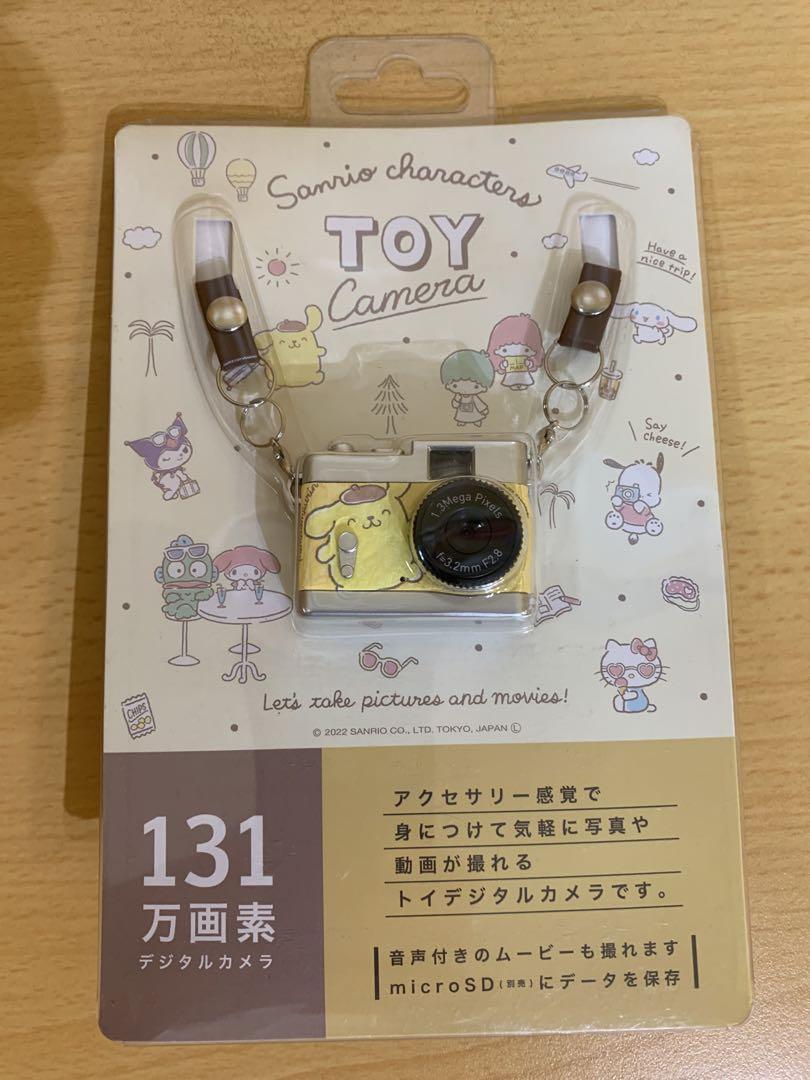 Sanrio characters
TOY
Camera
Have a
nice trip!
MAP
Say
cheese!
1.3Mega Pixels
f=3.2mm F2.8
CHIPS
Let's take pictures and movies!
© 2022 SANRIO CO., LTD. TOKYO, JAPAN Ⓛ
131
万画素
デジタルカメラ
アクセサリー感覚で
身につけて気軽に写真や
動画が撮れる
トイデジタルカメラです。
音声付きのムービーも撮れます
microSD(別売)にデータを保存